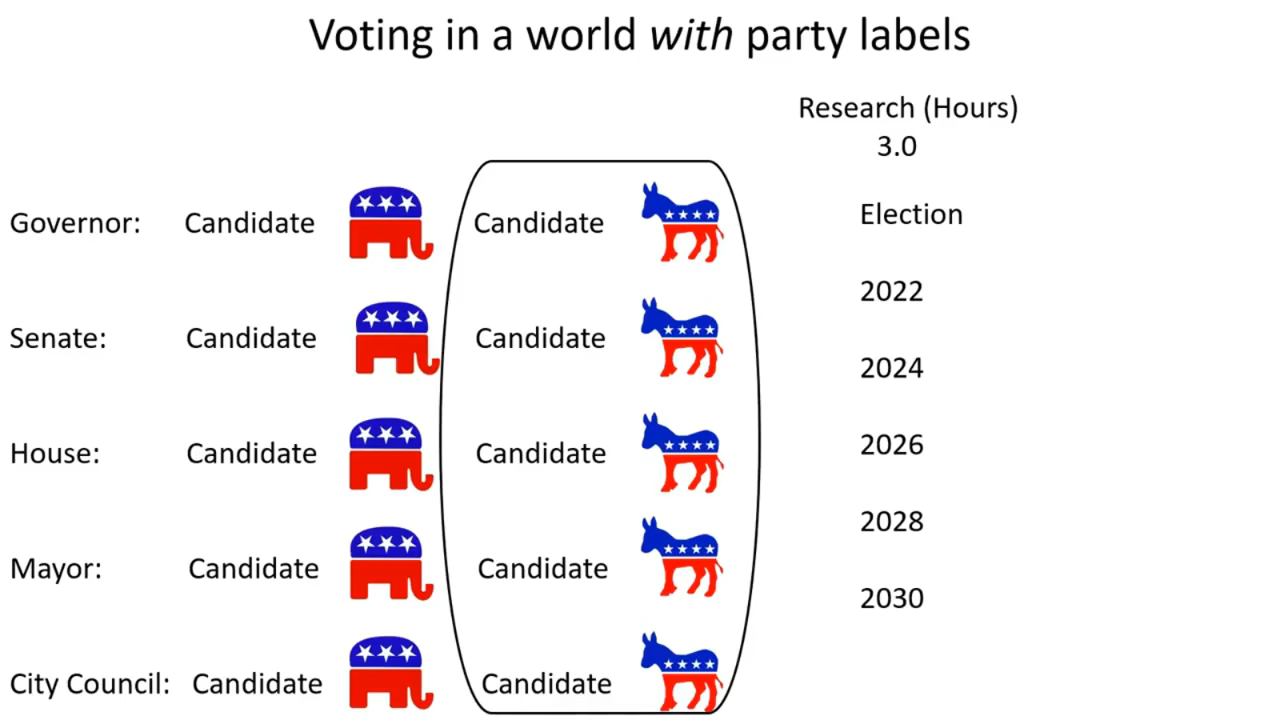 Voting in a world with party labels
Research (Hours)
3.0
Governor: Candidate Candidate
Election
Senate: Candidate Candidate
2022
2024
House: Candidate Candidate
2026
Mayor: Candidate Candidate
2028
2030
City Council: Candidate Candidate